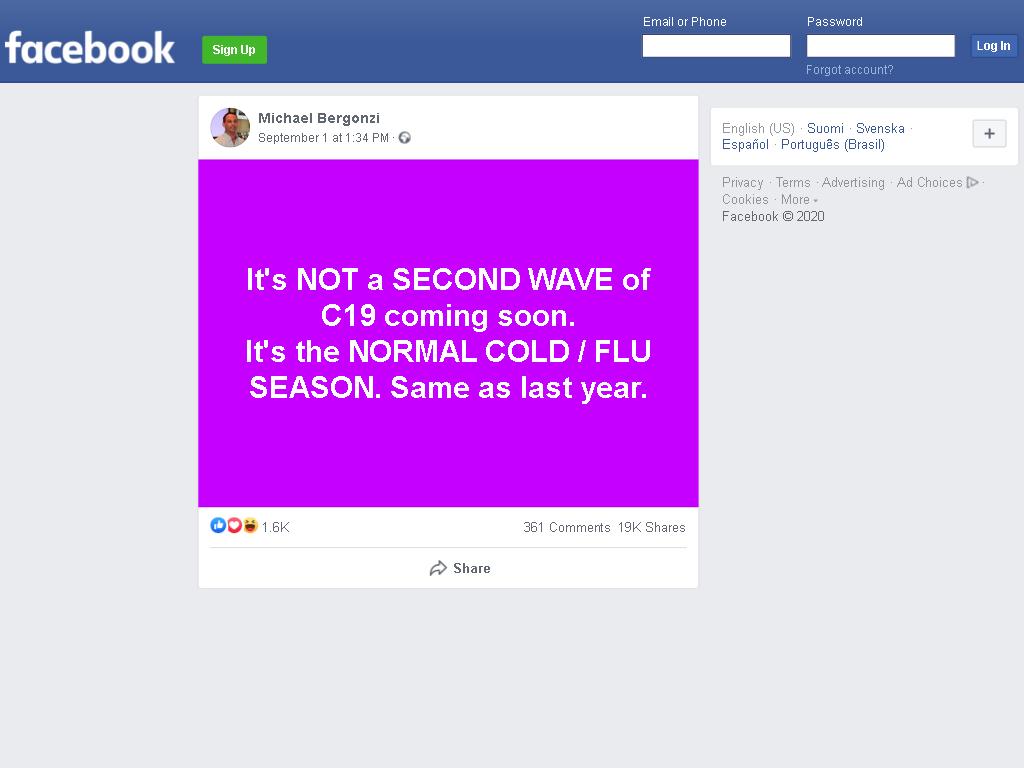 facebook
Sign Up
Email or Phone
Password
Log In
Forgot account?
Michael Bergonzi
September 1 at 1:34 PM ·
It's NOT a SECOND WAVE of
C19 coming soon.
It's the NORMAL COLD / FLU
SEASON. Same as last year.
1.6K
361 Comments 19K Shares
Share
English (US) · Suomi · Svenska ·
Español · Português (Brasil)
+
Privacy · Terms · Advertising · Ad Choices ·
Cookies · More
Facebook © 2020